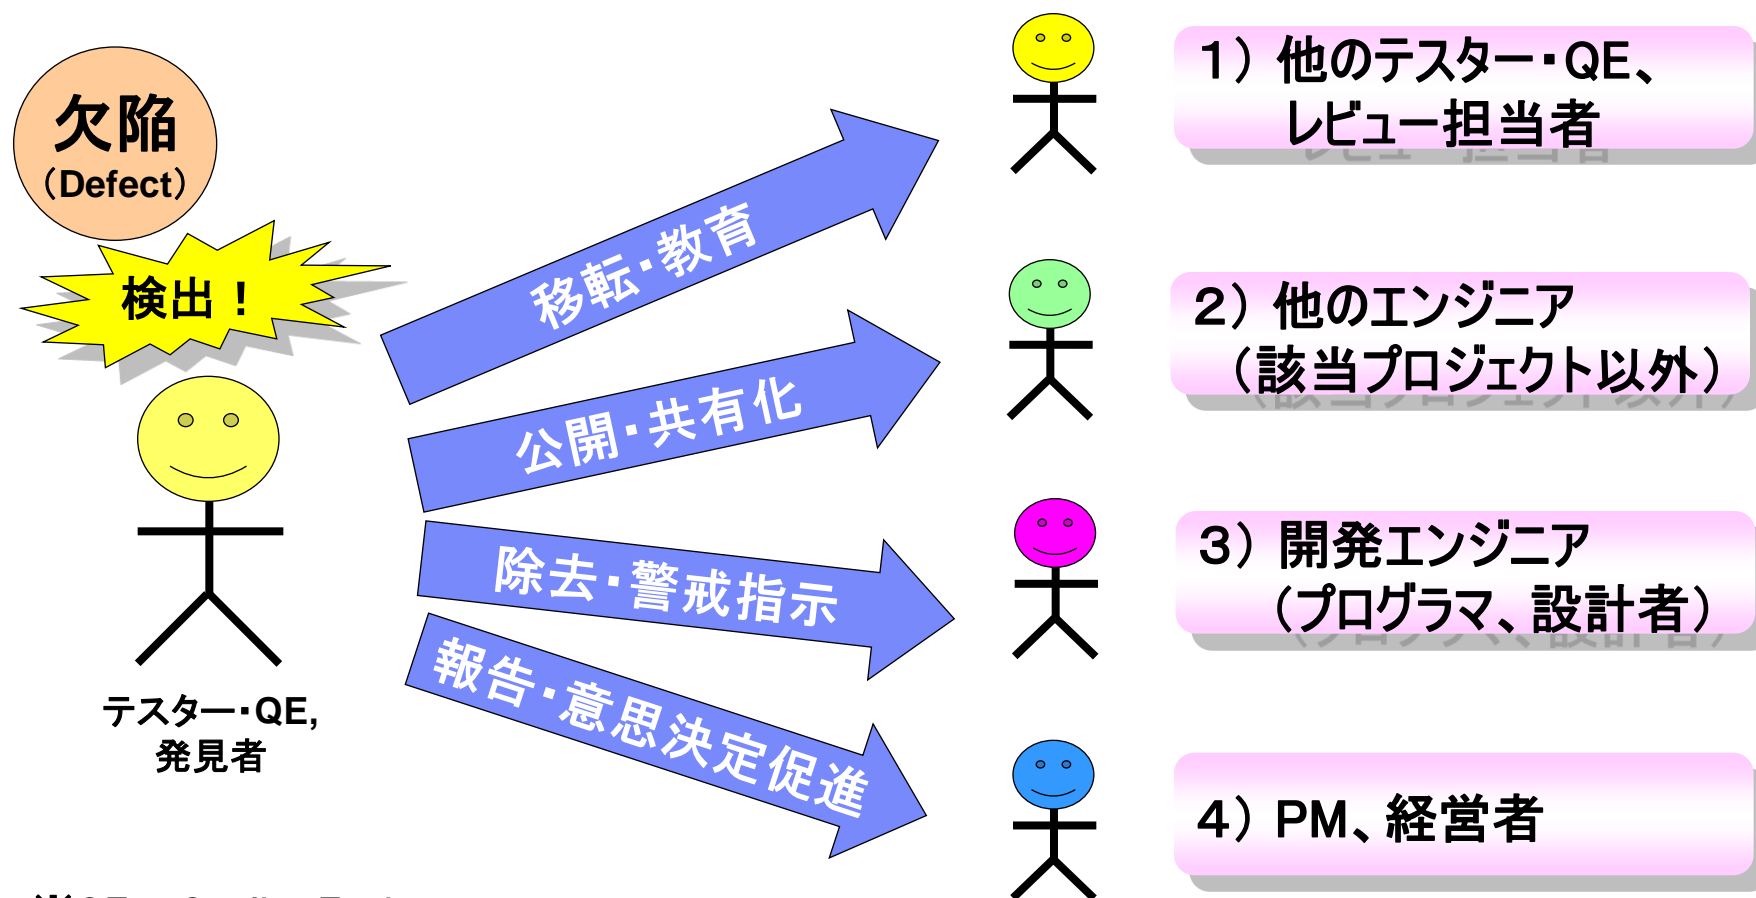 欠陥
（Defect）
検出！
テスター・QE,
発見者
移転・教育
公開・共有化
除去・警戒指示
報告・意思決定促進
１）他のテスター・QE、
レビュー担当者
２）他のエンジニア
（該当プロジェクト以外）
３）開発エンジニア
（プログラマ、設計者）
４）PM、経営者